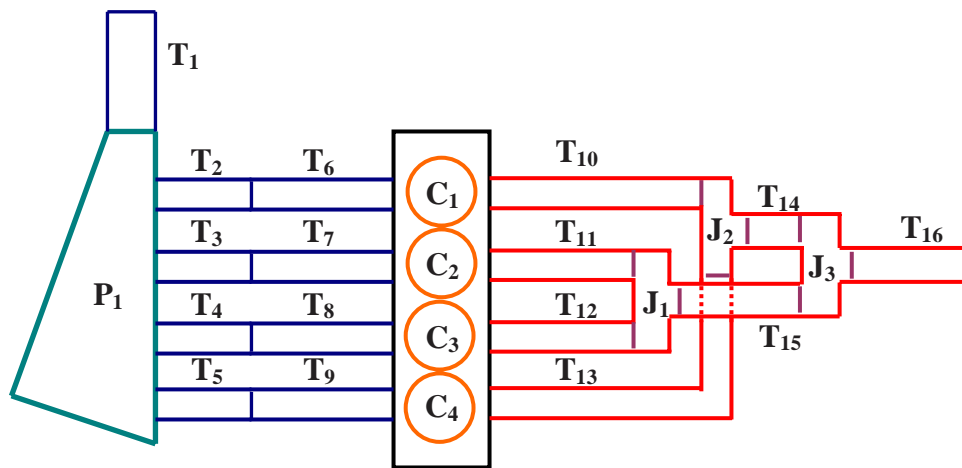 T₁
T₂ T₆
T₃ T₇
T₄ T₈
T₅ T₉
P₁
C₁
C₂
C₃
C₄
T₁₀
T₁₁
T₁₂
T₁₃
J₁
J₂
J₃
T₁₄
T₁₅
T₁₆